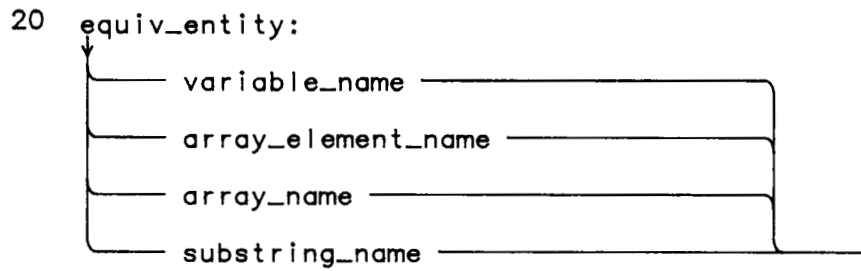 20 equiv_entity:
variable_name
array_element_name
array_name
substring_name